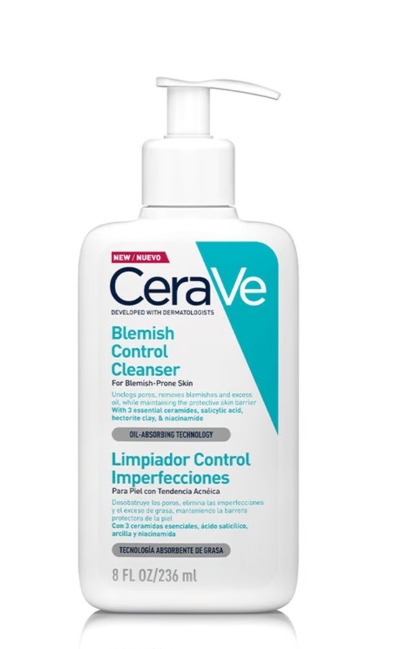 NEW / NUEVO
CeraVe
DEVELOPED WITH DERMATOLOGISTS
Blemish
Control
Cleanser
For Blemish-Prone Skin
Unclogs pores, removes blemishes and excess
oil, while maintaining the protective skin barrier
With 3 essential ceramides, salicylic acid,
hectorite clay, & niacinamide
OIL-ABSORBING TECHNOLOGY
Limpiador Control
Imperfecciones
Para Piel con Tendencia Acnéica
Desobstruye los poros, elimina las imperfecciones
y el exceso de grasa, manteniendo la barrera
protectora de la piel
Con 3 ceramidas esenciales, ácido salicílico,
arcilla y niacinamida
TECNOLOGÍA ABSORBENTE DE GRASA
8 FL OZ/236 ml